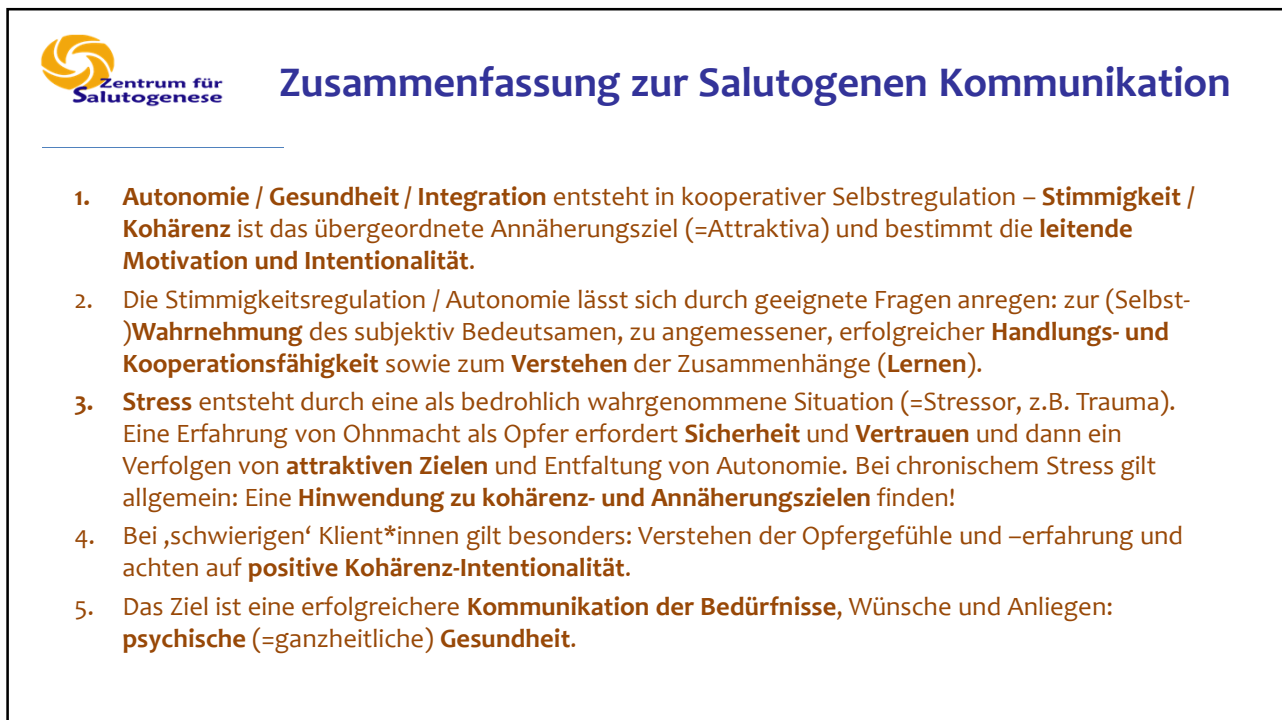 Zentrum für
Salutogenese
Zusammenfassung zur Salutogenen Kommunikation
1. Autonomie / Gesundheit / Integration entsteht in kooperativer Selbstregulation – Stimmigkeit /
Kohärenz ist das übergeordnete Annäherungsziel (=Attraktiva) und bestimmt die leitende
Motivation und Intentionalität.
2. Die Stimmigkeitsregulation / Autonomie lässt sich durch geeignete Fragen anregen: zur (Selbst-
)Wahrnehmung des subjektiv Bedeutsamen, zu angemessener, erfolgreicher Handlungs- und
Kooperationsfähigkeit sowie zum Verstehen der Zusammenhänge (Lernen).
3. Stress entsteht durch eine als bedrohlich wahrgenommene Situation (=Stressor, z.B. Trauma).
Eine Erfahrung von Ohnmacht als Opfer erfordert Sicherheit und Vertrauen und dann ein
Verfolgen von attraktiven Zielen und Entfaltung von Autonomie. Bei chronischem Stress gilt
allgemein: Eine Hinwendung zu kohärenz- und Annäherungszielen finden!
4. Bei ‚schwierigen‘ Klient*innen gilt besonders: Verstehen der Opfergefühle und –erfahrung und
achten auf positive Kohärenz-Intentionalität.
5. Das Ziel ist eine erfolgreichere Kommunikation der Bedürfnisse, Wünsche und Anliegen:
psychische (=ganzheitliche) Gesundheit.